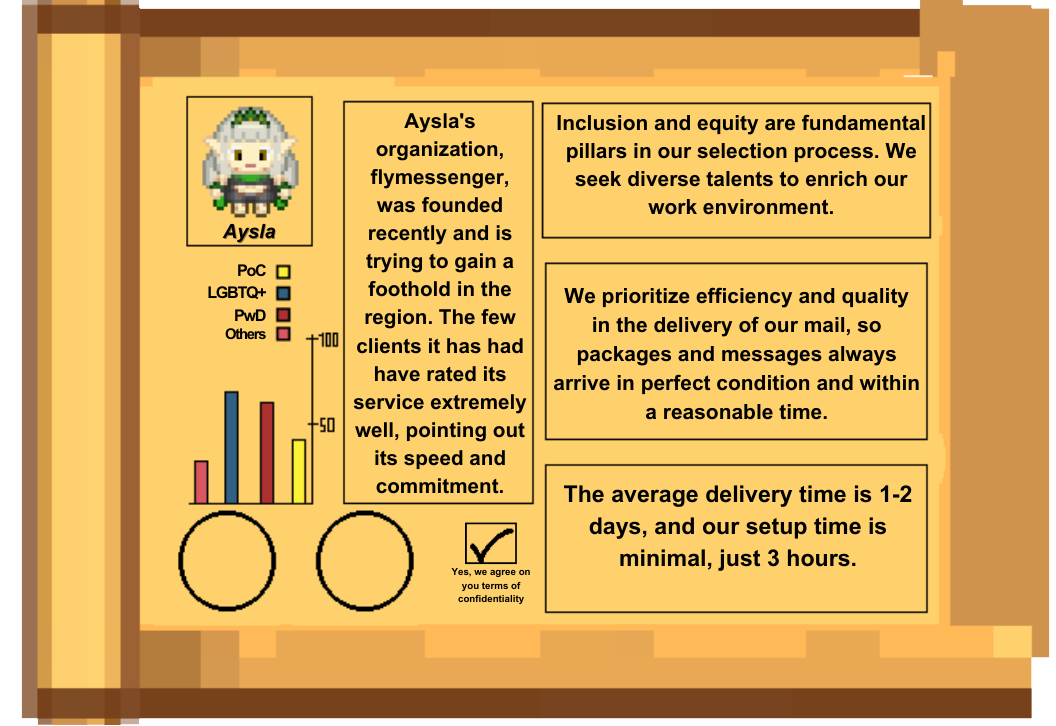 Aysla
PoC
LGBTQ+
PwD
Others
100
50
Aysla's
organization,
flymessenger,
was founded
recently and is
trying to gain a
foothold in the
region. The few
clients it has had
have rated its
service extremely
well, pointing out
its speed and
commitment.
Inclusion and equity are fundamental
pillars in our selection process. We
seek diverse talents to enrich our
work environment.
We prioritize efficiency and quality
in the delivery of our mail, so
packages and messages always
arrive in perfect condition and within
a reasonable time.
The average delivery time is 1-2
days, and our setup time is
minimal, just 3 hours.
Yes, we agree on
you terms of
confidentiality